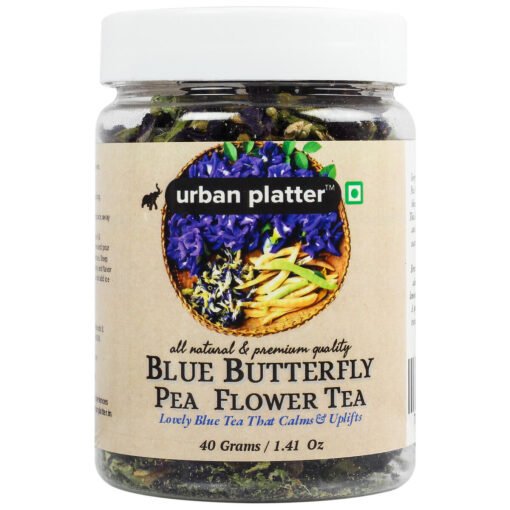 urban platter™
all natural & premium quality
BLUE BUTTERFLY
PEA FLOWER TEA
Lovely Blue Tea That Calms & Uplifts
40 Grams / 1.41 Oz